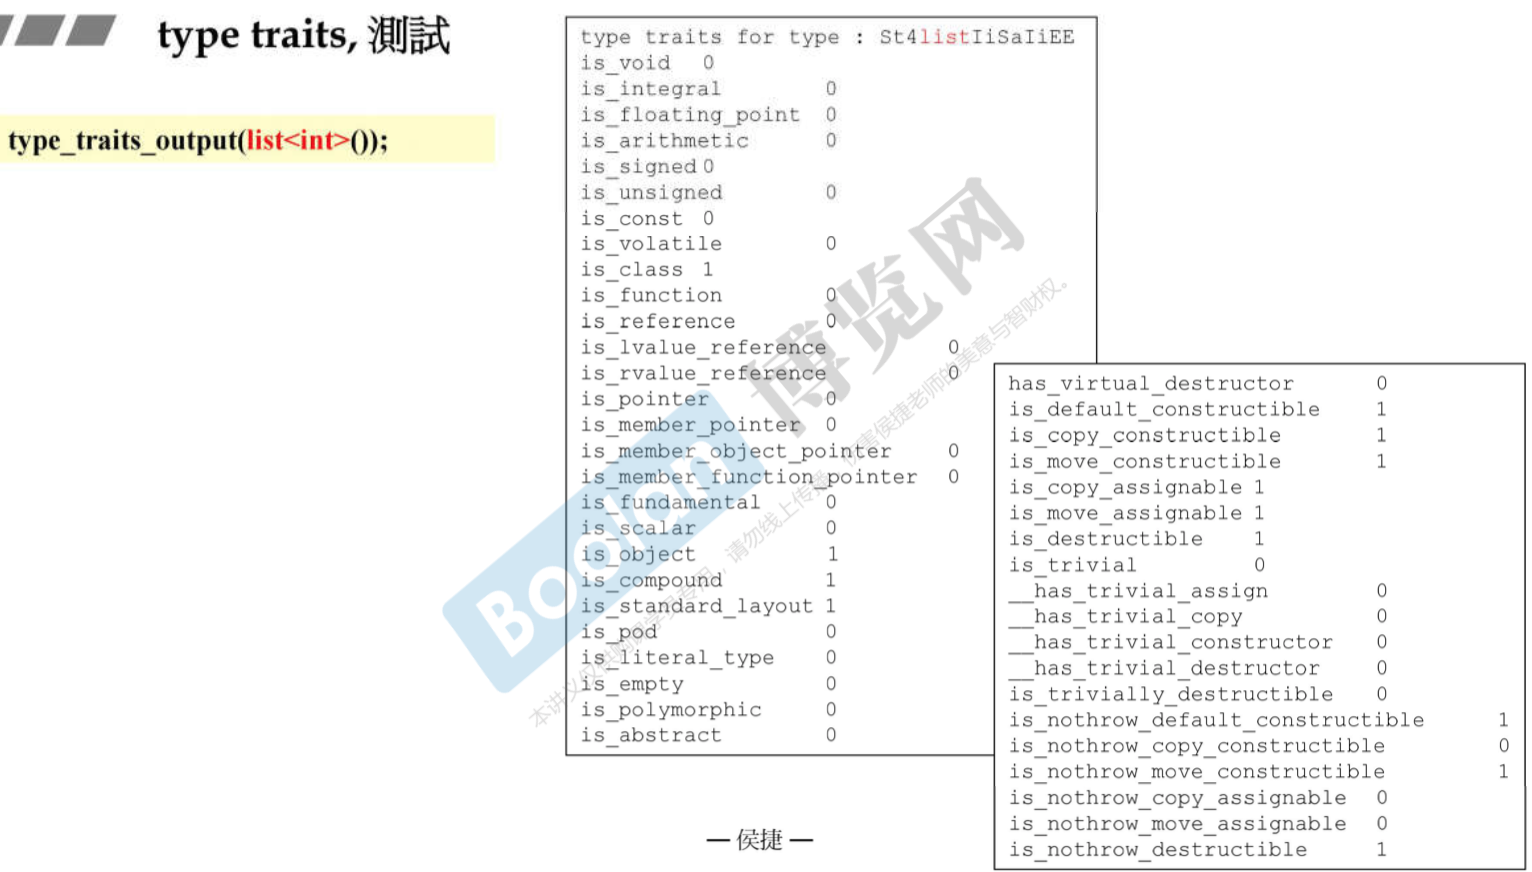 type traits, 測試
type_traits_output(list<int>());
type traits for type : St4listIiSaIiEE
is_void 0
is_integral 0
is_floating_point 0
is_arithmetic 0
is_signed 0
is_unsigned 0
is_const 0
is_volatile 0
is_class 1
is_function 0
is_reference 0
is_lvalue_reference 0
is_rvalue_reference 0
is_pointer 0
is_member_pointer 0
is_member_object_pointer 0
is_member_function_pointer 0
is_fundamental 0
is_scalar 0
is_object 1
is_compound 1
is_standard_layout 1
is_pod 0
is_literal_type 0
is_empty 0
is_polymorphic 0
is_abstract 0
has_virtual_destructor 0
is_default_constructible 1
is_copy_constructible 1
is_move_constructible 1
is_copy_assignable 1
is_move_assignable 1
is_destructible 1
is_trivial 0
__has_trivial_assign 0
__has_trivial_copy 0
__has_trivial_constructor 0
__has_trivial_destructor 0
is_trivially_destructible 0
is_nothrow_default_constructible 1
is_nothrow_copy_constructible 0
is_nothrow_move_constructible 1
is_nothrow_copy_assignable 0
is_nothrow_move_assignable 0
is_nothrow_destructible 1
Boolan 博览网
本讲义仅供购课学员专用,请勿线上传播,伤害侯捷老师的美意与智财权。
— 侯捷 —